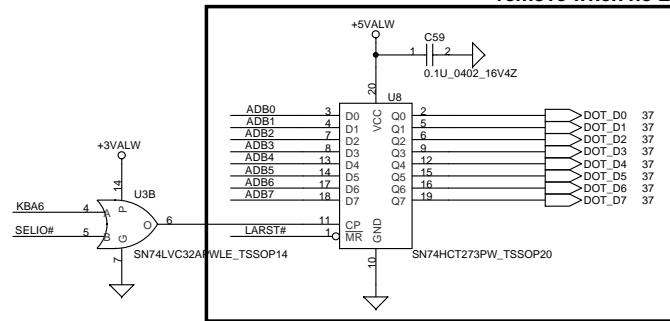 +5VALW
C59
1 2
0.1U_0402_16V4Z
20
U8
VCC
ADB0 3 D0 Q0 2 DOT_D0 37
ADB1 4 D1 Q1 5 DOT_D1 37
ADB2 7 D2 Q2 6 DOT_D2 37
ADB3 8 D3 Q3 9 DOT_D3 37
ADB4 13 D4 Q4 12 DOT_D4 37
ADB5 14 D5 Q5 15 DOT_D5 37
ADB6 17 D6 Q6 16 DOT_D6 37
ADB7 18 D7 Q7 19 DOT_D7 37
+3VALW
14
U3B
KBA6 4 A P
O 6
11 CP
SELIO# 5 B G
LARST# 1 MR
GND
7
SN74LVC32APWLE_TSSOP14
10
SN74HCT273PW_TSSOP20